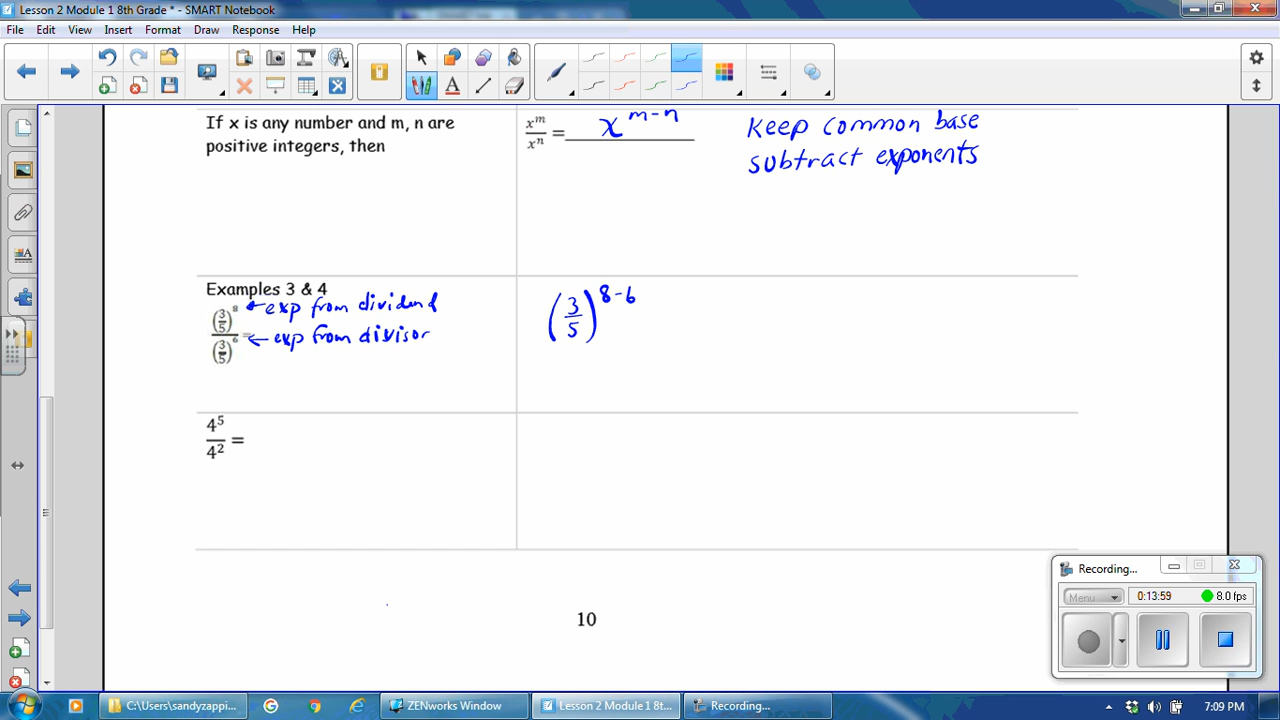 Lesson 2 Module 1 8th Grade * - SMART Notebook
File Edit View Insert Format Draw Response Help
If x is any number and m, n are
positive integers, then
x^m/x^n = x^(m-n)
Keep common base
subtract exponents
Examples 3 & 4
(3/5)^8 ← exp from dividend
(3/5)^6 = ← exp from divisor
(3/5)^(8-6)
4^5/4^2 =
10
Recording...
Menu 0:13:59 8.0 fps
C:\Users\sandyzappi... ZENworks Window Lesson 2 Module 1 8t... Recording... 7:09 PM